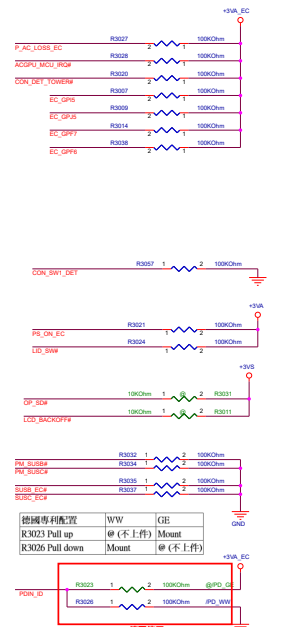 +3VA_EC
R3027 100KOhm
P_AC_LOSS_EC 2 1
R3028 100KOhm
ACGPU_MCU_IRQ# 2 1
R3020 100KOhm
CON_DET_TOWER# 2 1
R3007 100KOhm
EC_GPI5 2 1
R3009 100KOhm
EC_GPJ5 2 1
R3014 100KOhm
EC_GPF7 2 1
R3038 100KOhm
EC_GPF6 2 1
R3057 1 2 100KOhm
CON_SW1_DET
+3VA
R3021 100KOhm
PS_ON_EC 1 2
R3024 100KOhm
LID_SW# 1 2
+3VS
10KOhm 1 @ 2 R3031
OP_SD#
10KOhm 1 @ 2 R3011
LCD_BACKOFF#
R3032 1 2 100KOhm
PM_SUSB# R3034 1 2 100KOhm
PM_SUSC#
R3035 1 2 100KOhm
SUSB_EC# R3037 1 2 100KOhm
SUSC_EC#
GND
德國專利配置 WW GE
R3023 Pull up @ (不上件) Mount
R3026 Pull down Mount @ (不上件)
+3VA_EC
R3023 1 2 100KOhm @/PD_GE
PDIN_ID
R3026 1 2 100KOhm /PD_WW